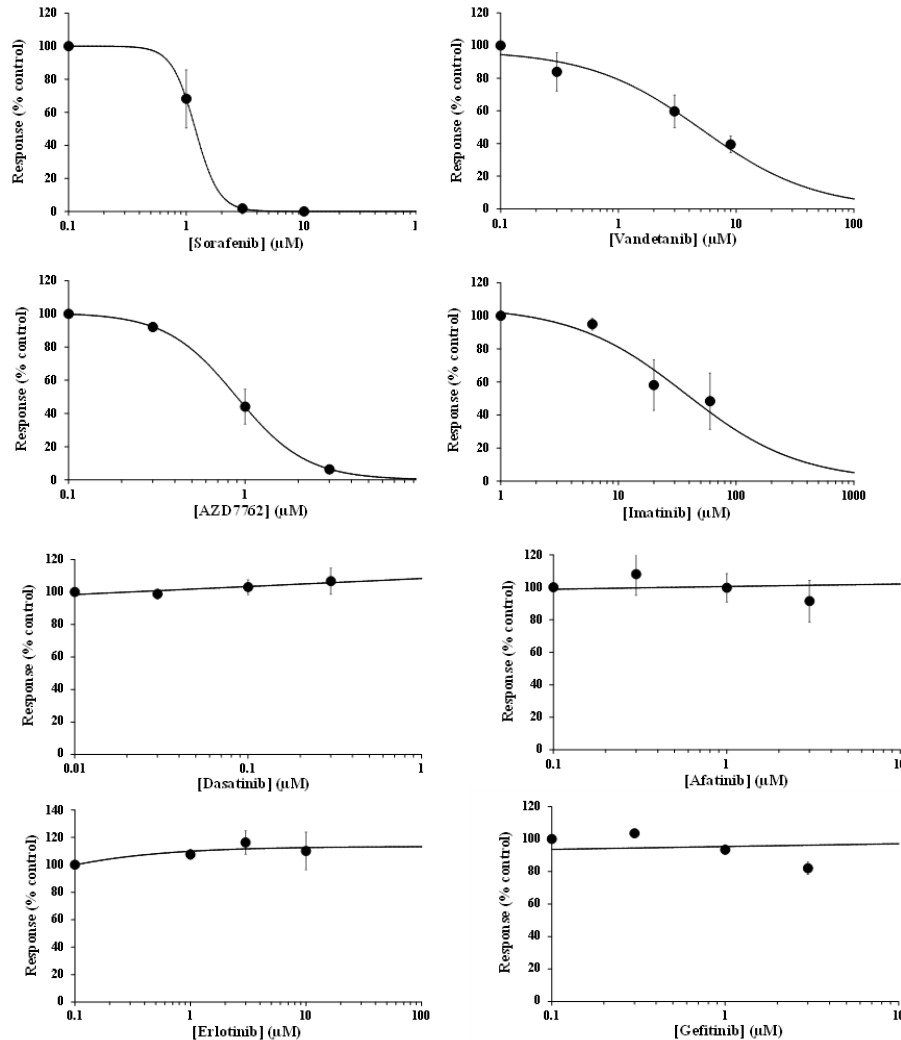 120
100
80
60
40
20
0
Response (% control)
0.1 1 10 1
[Sorafenib] (µM)
120
100
80
60
40
20
0
Response (% control)
0.1 1 10 100
[Vandetanib] (µM)
120
100
80
60
40
20
0
Response (% control)
0.1 1
[AZD7762] (µM)
120
100
80
60
40
20
0
Response (% control)
1 10 100 1000
[Imatinib] (µM)
120
100
80
60
40
20
0
Response (% control)
0.01 0.1 1
[Dasatinib] (µM)
120
100
80
60
40
20
0
Response (% control)
0.1 1 10
[Afatinib] (µM)
140
120
100
80
60
40
20
0
Response (% control)
0.1 1 10 100
[Erlotinib] (µM)
120
100
80
60
40
20
0
Response (% control)
0.1 1 10
[Gefitinib] (µM)